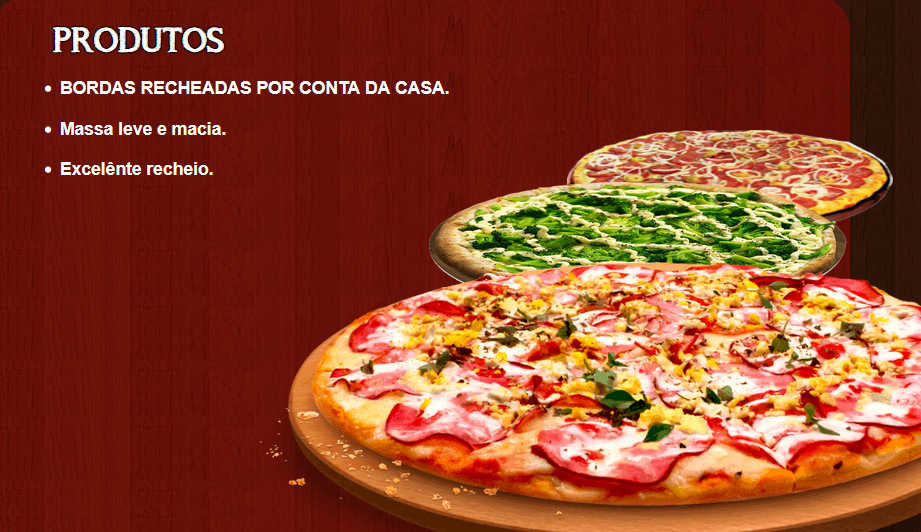 PRODUTOS
• BORDAS RECHEADAS POR CONTA DA CASA.
• Massa leve e macia.
• Excelênte recheio.